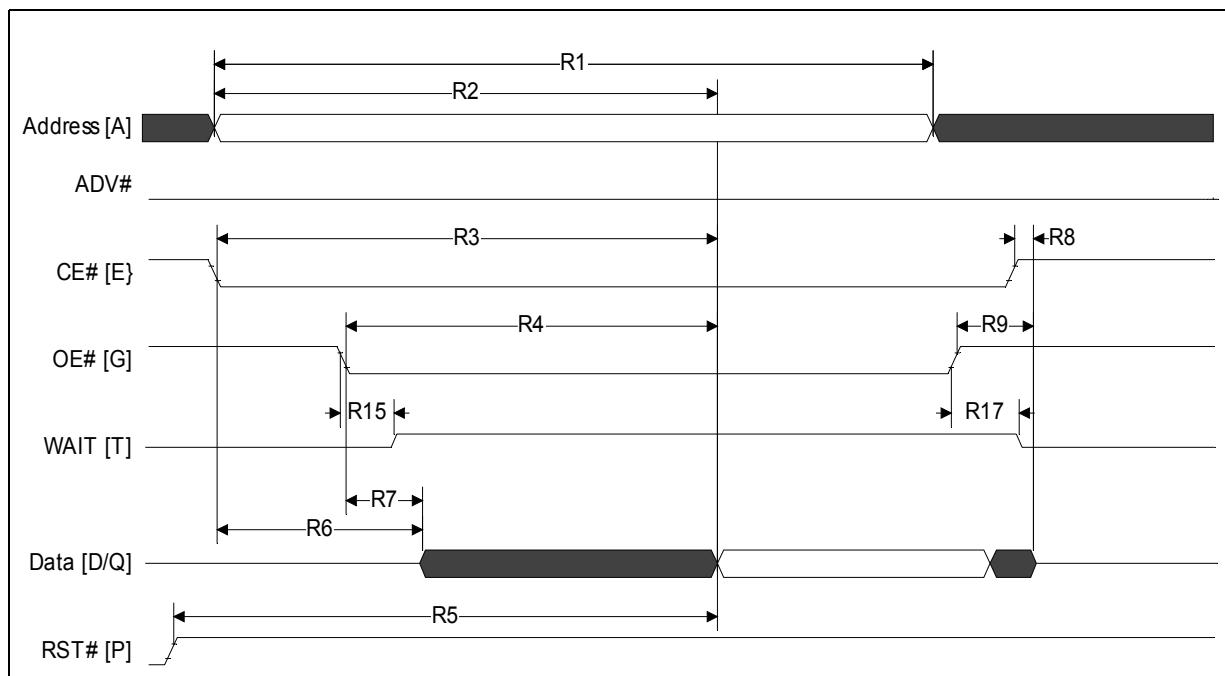 R1
R2
Address [A]
ADV#
R3
R8
CE# [E}
R4
R9
OE# [G]
R15
R17
WAIT [T]
R7
R6
Data [D/Q]
R5
RST# [P]